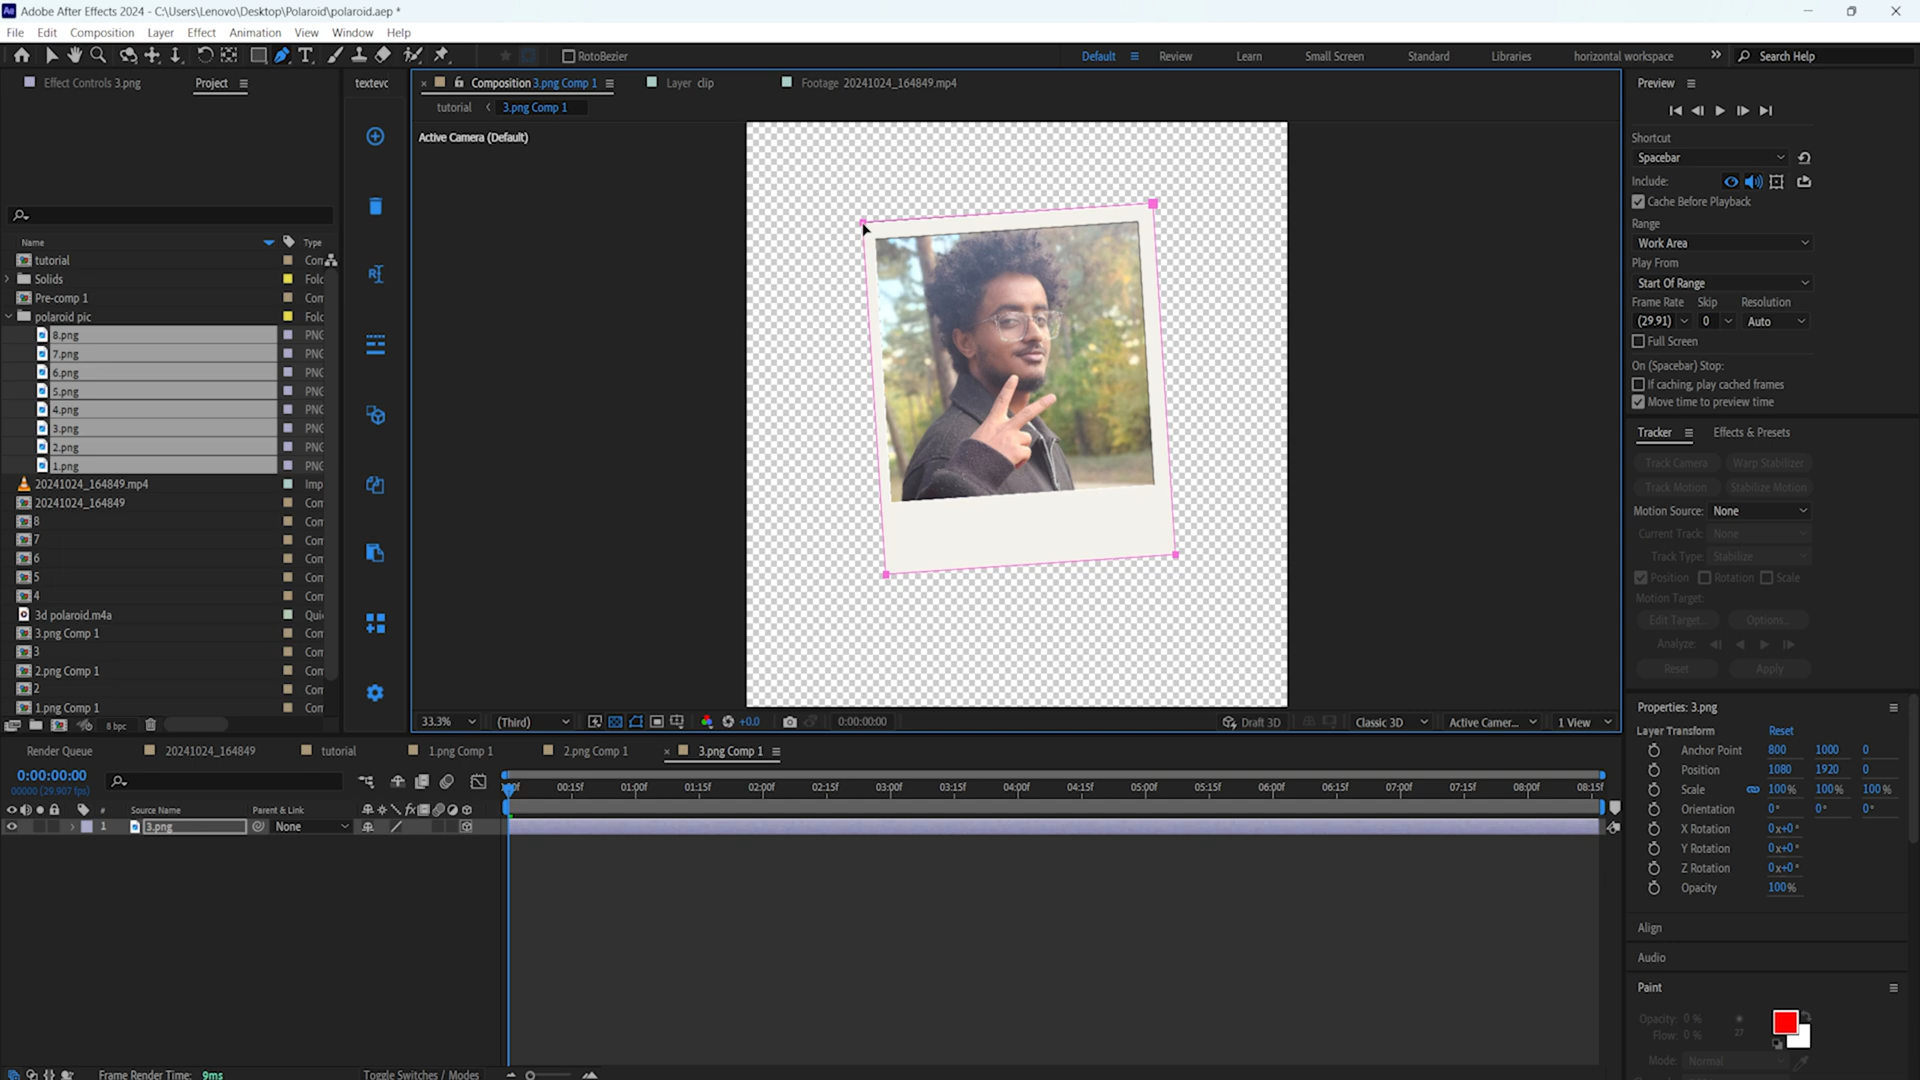 Adobe After Effects 2024 - C:\Users\Lenovo\Desktop\Polaroid\polaroid.aep *
File Edit Composition Layer Effect Animation View Window Help
RotoBezier Default Review Learn Small Screen Standard Libraries horizontal workspace Search Help
Effect Controls 3.png Project textevc Composition 3.png Comp 1 Layer clip Footage 20241024_164849.mp4
tutorial 3.png Comp 1
Active Camera (Default)
Name Type
tutorial Con
Solids Folc
Pre-comp 1 Con
polaroid pic Folc
8.png PNC
7.png PNC
6.png PNC
5.png PNC
4.png PNC
3.png PNC
2.png PNC
1.png PNC
20241024_164849.mp4 Imp
20241024_164849 Con
8 Con
7 Con
6 Con
5 Con
4 Con
3d polaroid.m4a Qui
3.png Comp 1 Con
3 Con
2.png Comp 1 Con
2 Con
1.png Comp 1 Con
8 bpc
33.3% (Third) +0.0 0:00:00:00 Draft 3D Classic 3D Active Camer... 1 View
Preview
Shortcut
Spacebar
Include:
Cache Before Playback
Range
Work Area
Play From
Start Of Range
Frame Rate Skip Resolution
(29.91) 0 Auto
Full Screen
On (Spacebar) Stop:
If caching, play cached frames
Move time to preview time
Tracker Effects & Presets
Track Camera Warp Stabilizer
Track Motion Stabilize Motion
Motion Source: None
Current Track: None
Track Type: Stabilize
Position Rotation Scale
Motion Target:
Edit Target... Options...
Analyze:
Reset Apply
Properties: 3.png
Layer Transform Reset
Anchor Point 800 1000 0
Position 1080 1920 0
Scale 100% 100% 100%
Orientation 0° 0° 0°
X Rotation 0x+0°
Y Rotation 0x+0°
Z Rotation 0x+0°
Opacity 100%
Align
Audio
Paint
Opacity: 0 %
Flow: 0 % 27
Mode: Normal
Render Queue 20241024_164849 tutorial 1.png Comp 1 2.png Comp 1 3.png Comp 1
0:00:00:00
00000 (29.907 fps)
00:15f 01:00f 01:15f 02:00f 02:15f 03:00f 03:15f 04:00f 04:15f 05:00f 05:15f 06:00f 06:15f 07:00f 07:15f 08:00f 08:15f
# Source Name Parent & Link
1 3.png None
Frame Render Time: 9ms Toggle Switches / Modes